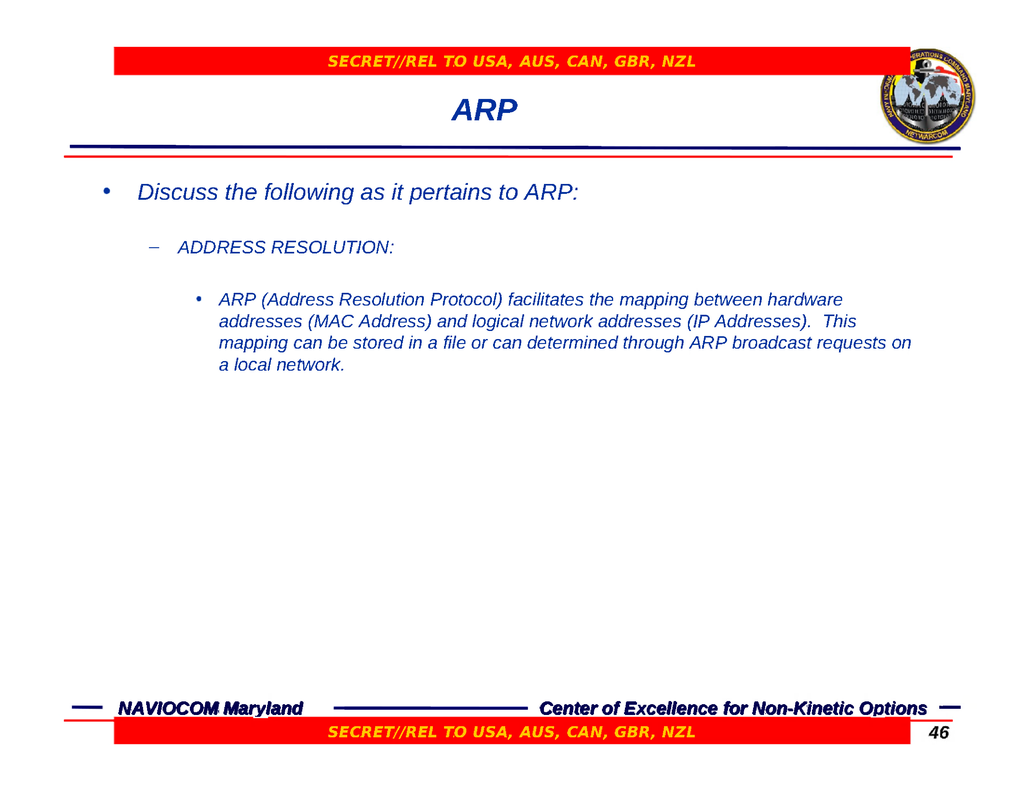 SECRET//REL TO USA, AUS, CAN, GBR, NZL
ARP
• Discuss the following as it pertains to ARP:
– ADDRESS RESOLUTION:
• ARP (Address Resolution Protocol) facilitates the mapping between hardware
addresses (MAC Address) and logical network addresses (IP Addresses). This
mapping can be stored in a file or can determined through ARP broadcast requests on
a local network.
NAVIOCOM Maryland Center of Excellence for Non-Kinetic Options
SECRET//REL TO USA, AUS, CAN, GBR, NZL
46